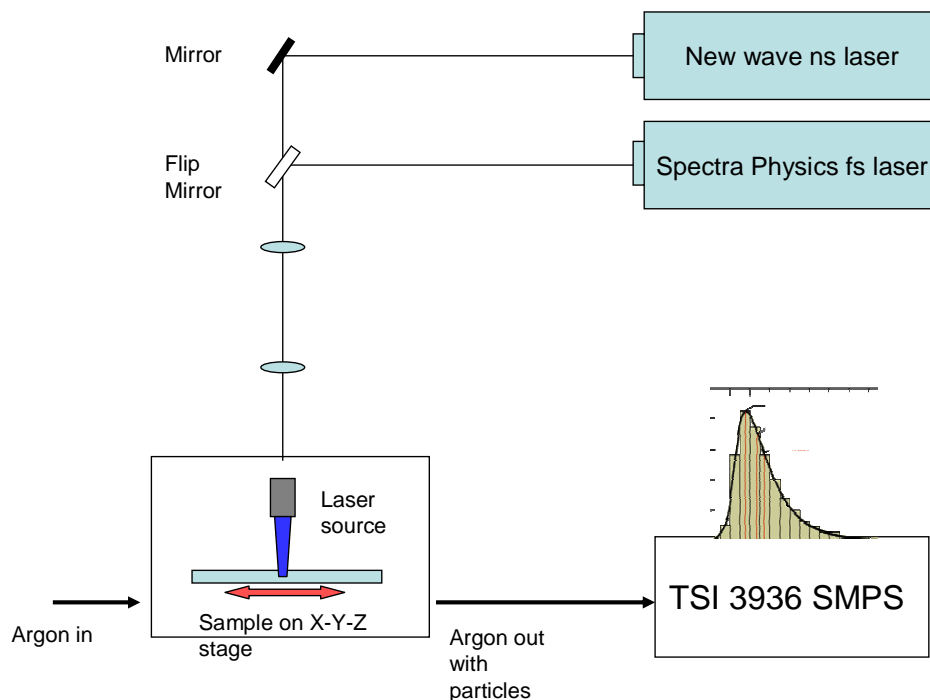 New wave ns laser
Mirror
Spectra Physics fs laser
Flip
Mirror
Laser
source
TSI 3936 SMPS
Sample on X-Y-Z
stage
Argon in
Argon out
with
particles